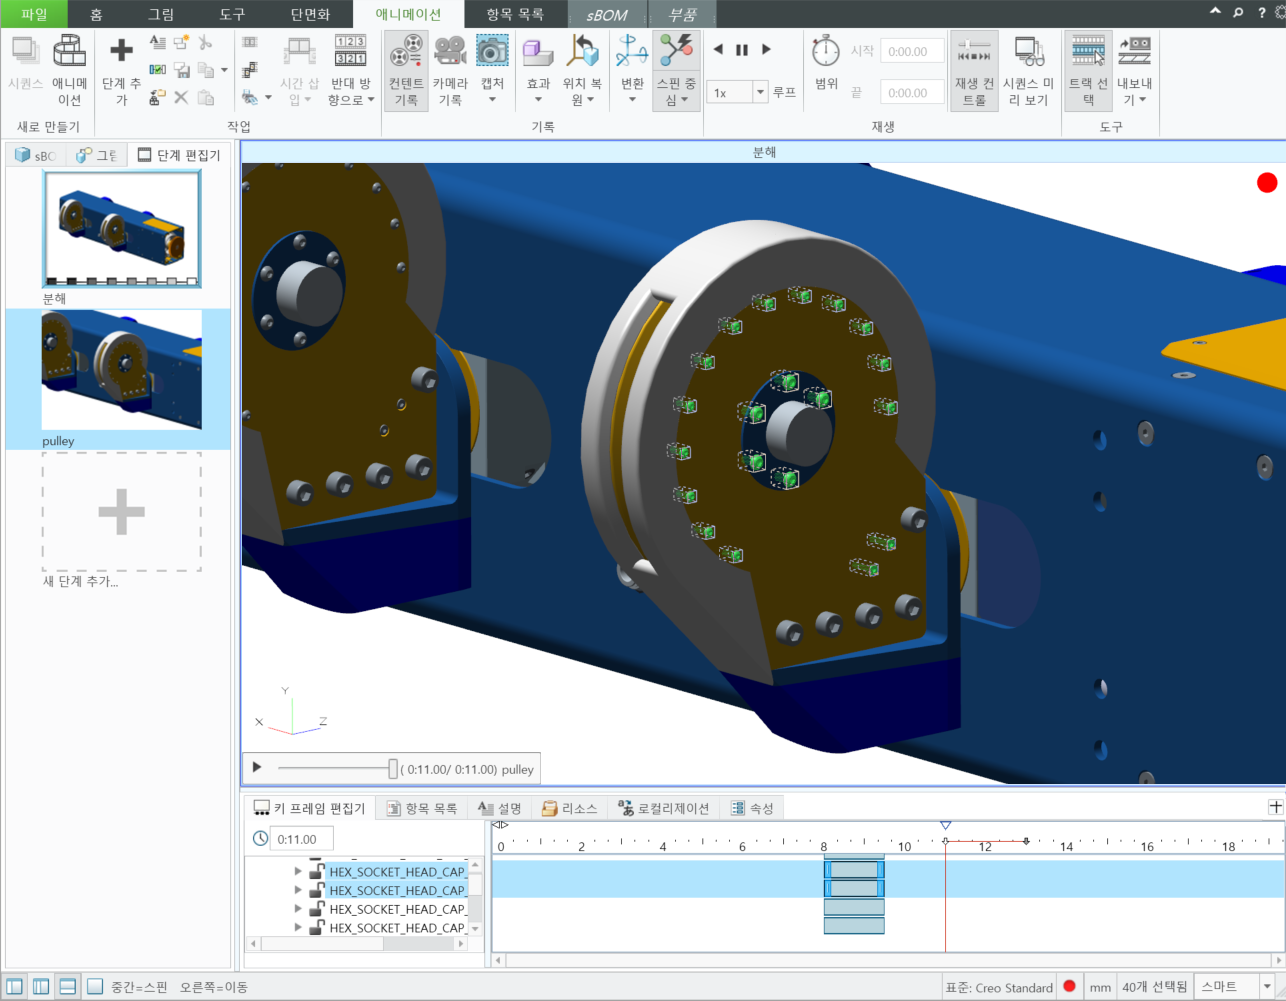 파일 홈 그림 도구 단면화 애니메이션 항목 목록 sBOM 부품
시퀀스 애니메이션
새로 만들기
단계 추가
시간 삽입
반대 방향으로
작업
컨텐트 기록
카메라 기록
캡처
효과
위치 복원
변환
스핀 중심
기록
1x 루프
범위
시작 0:00.00
끝 0:00.00
재생 컨트롤
시퀀스 미리 보기
재생
트랙 선택
내보내기
도구
sBO 그림 단계 편집기
분해
pulley
새 단계 추가...
분해
Y
X
Z
( 0:11.00/ 0:11.00) pulley
키 프레임 편집기 항목 목록 설명 리소스 로컬리제이션 속성
0:11.00
0 2 4 6 8 10 12 14 16 18
HEX_SOCKET_HEAD_CAP_
HEX_SOCKET_HEAD_CAP_
HEX_SOCKET_HEAD_CAP_
HEX_SOCKET_HEAD_CAP_
중간=스핀 오른쪽=이동
표준: Creo Standard mm 40개 선택됨 스마트